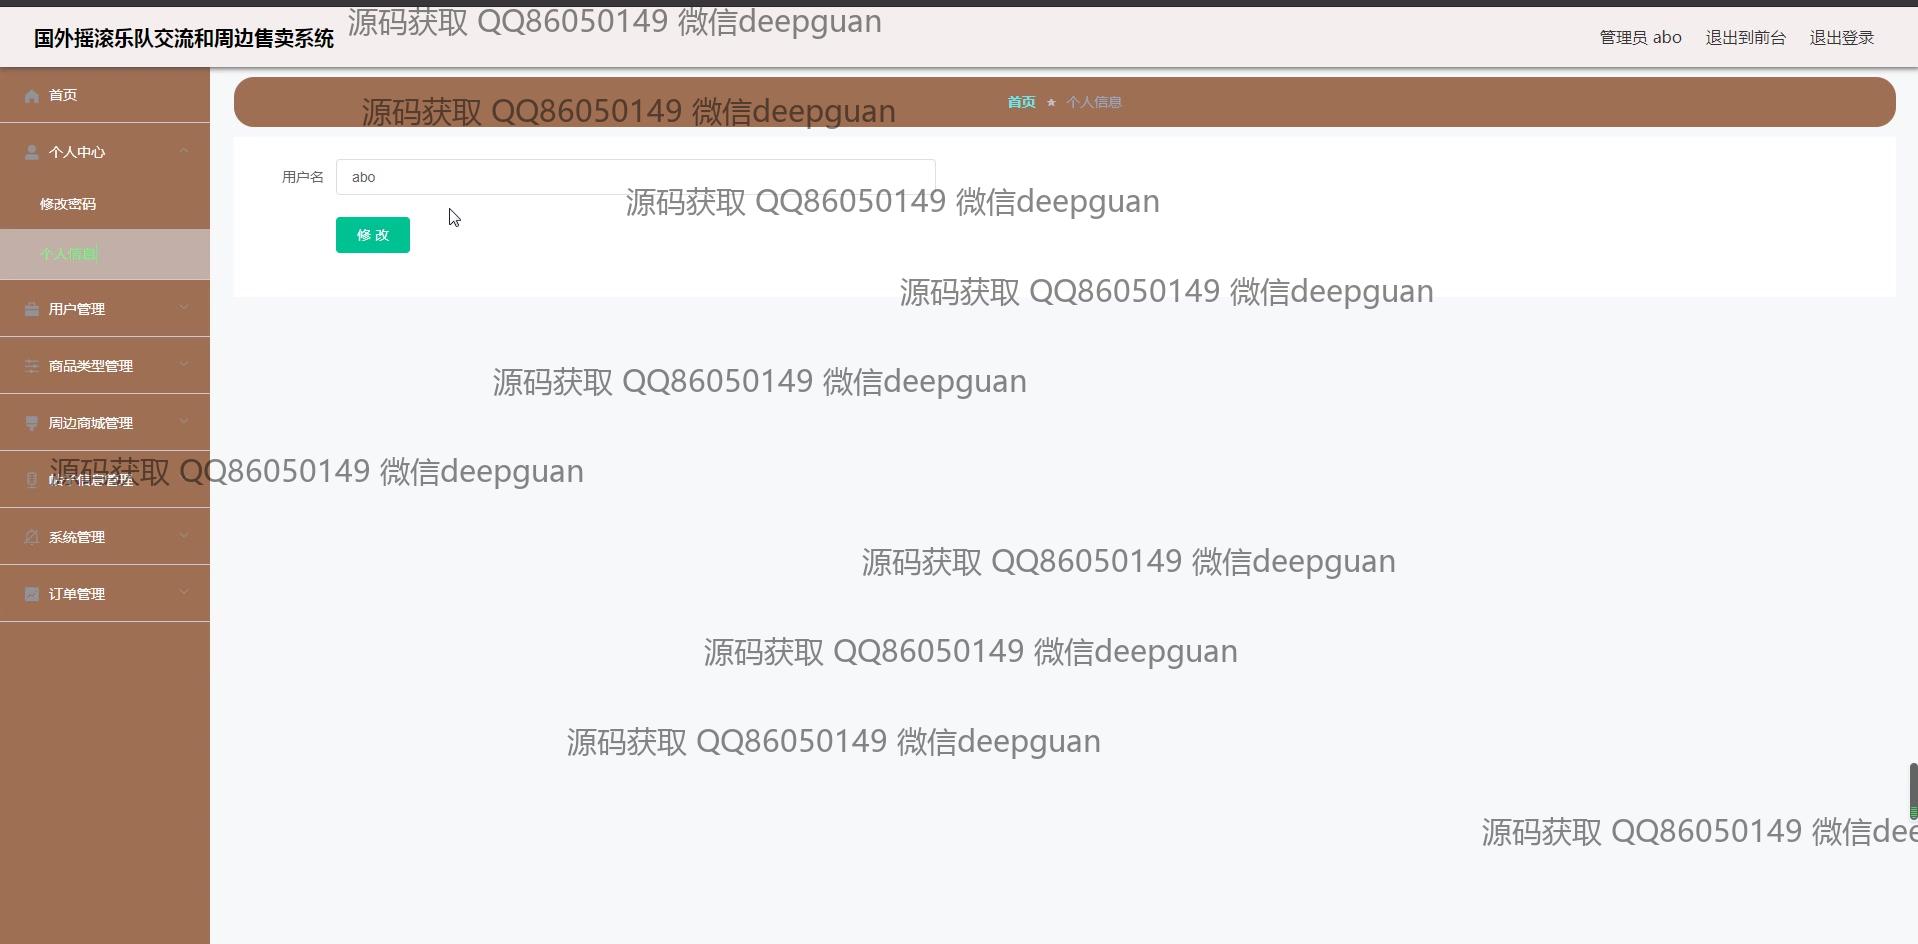 国外摇滚乐队交流和周边售卖系统
源码获取 QQ86050149 微信deepguan
管理员 abo
退出到前台
退出登录
首页
源码获取 QQ86050149 微信deepguan
首页 ★ 个人信息
个人中心
用户名
abo
修改密码
源码获取 QQ86050149 微信deepguan
修 改
个人信息
源码获取 QQ86050149 微信deepguan
用户管理
商品类型管理
源码获取 QQ86050149 微信deepguan
周边商城管理
源码获取 QQ86050149 微信deepguan
信息管理
系统管理
源码获取 QQ86050149 微信deepguan
订单管理
源码获取 QQ86050149 微信deepguan
源码获取 QQ86050149 微信deepguan
源码获取 QQ86050149 微信dee